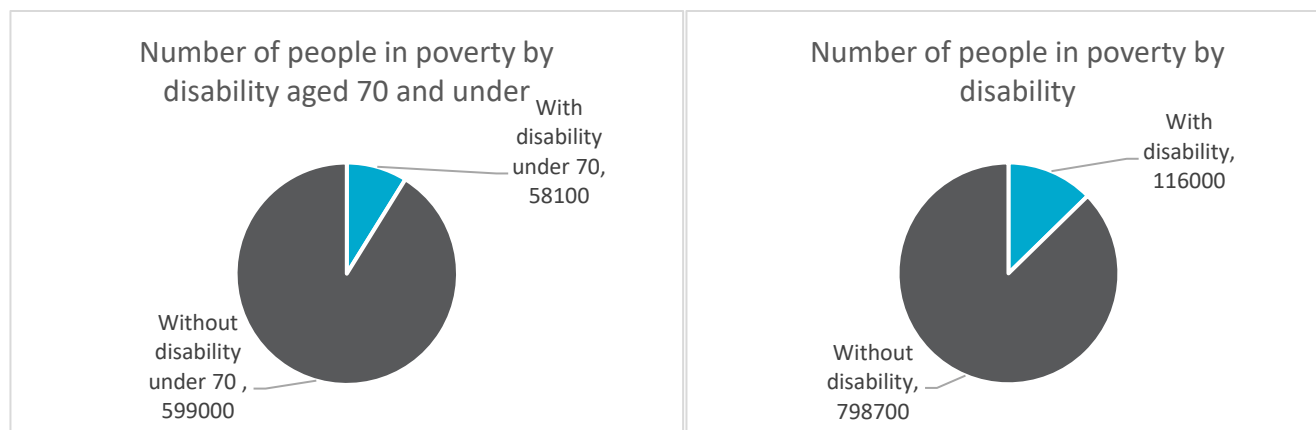 Number of people in poverty by
disability aged 70 and under
With
disability
under 70,
58100
Without
disability
under 70 ,
599000
Number of people in poverty by
disability
With
disability,
116000
Without
disability,
798700